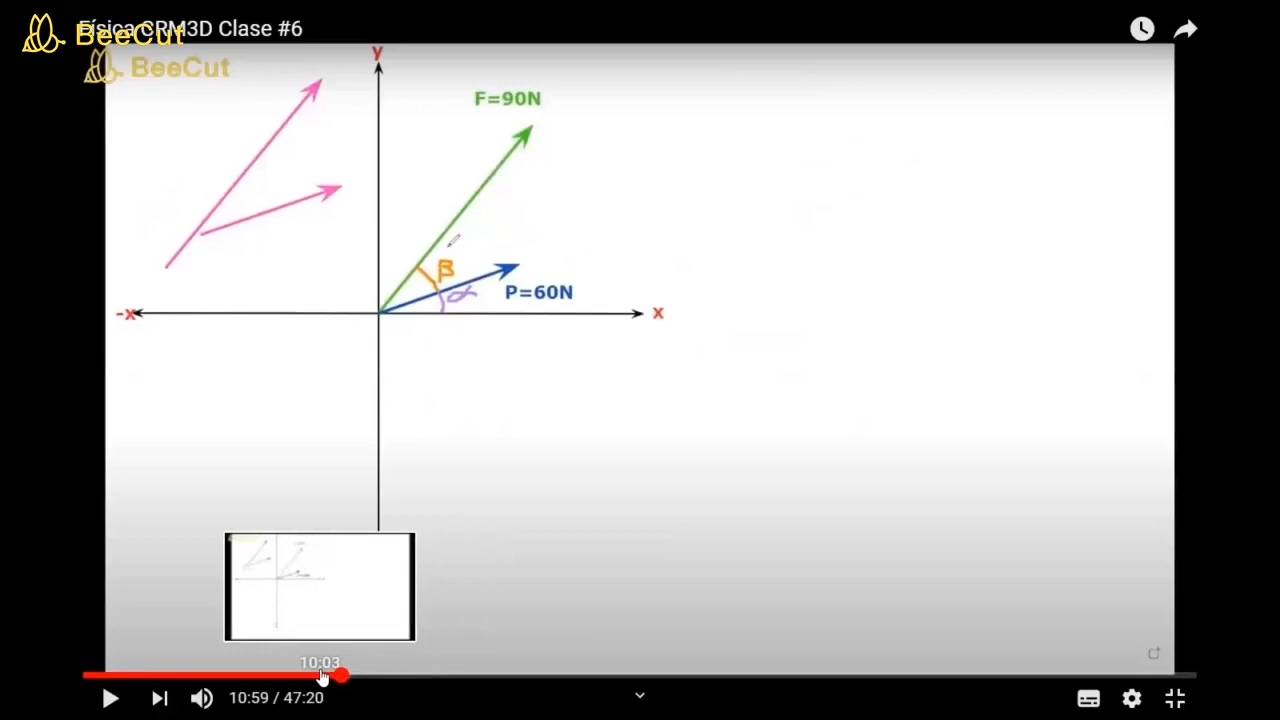 Física CRM3D Clase #6
BeeCut
BeeCut
y
F=90N
β
α
P=60N
-x
x
10:03
10:59 / 47:20